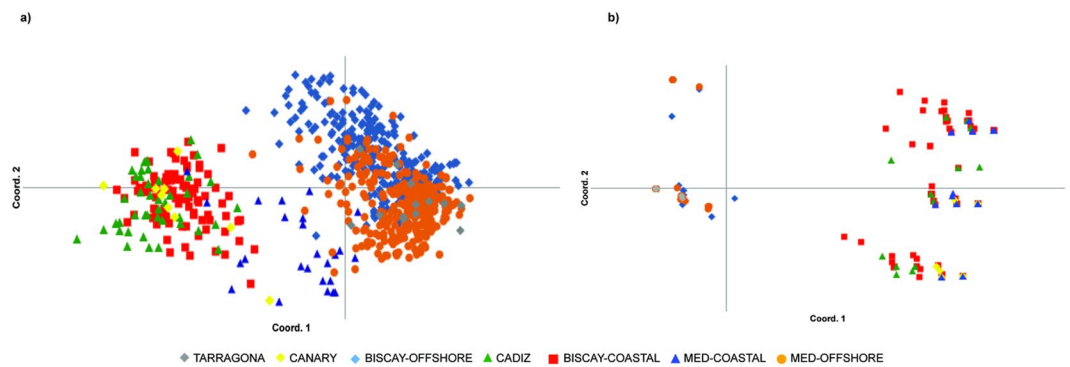 a)
b)
Coord. 2
Coord. 1
Coord. 2
Coord. 1
TARRAGONA CANARY BISCAY-OFFSHORE CADIZ BISCAY-COASTAL MED-COASTAL MED-OFFSHORE